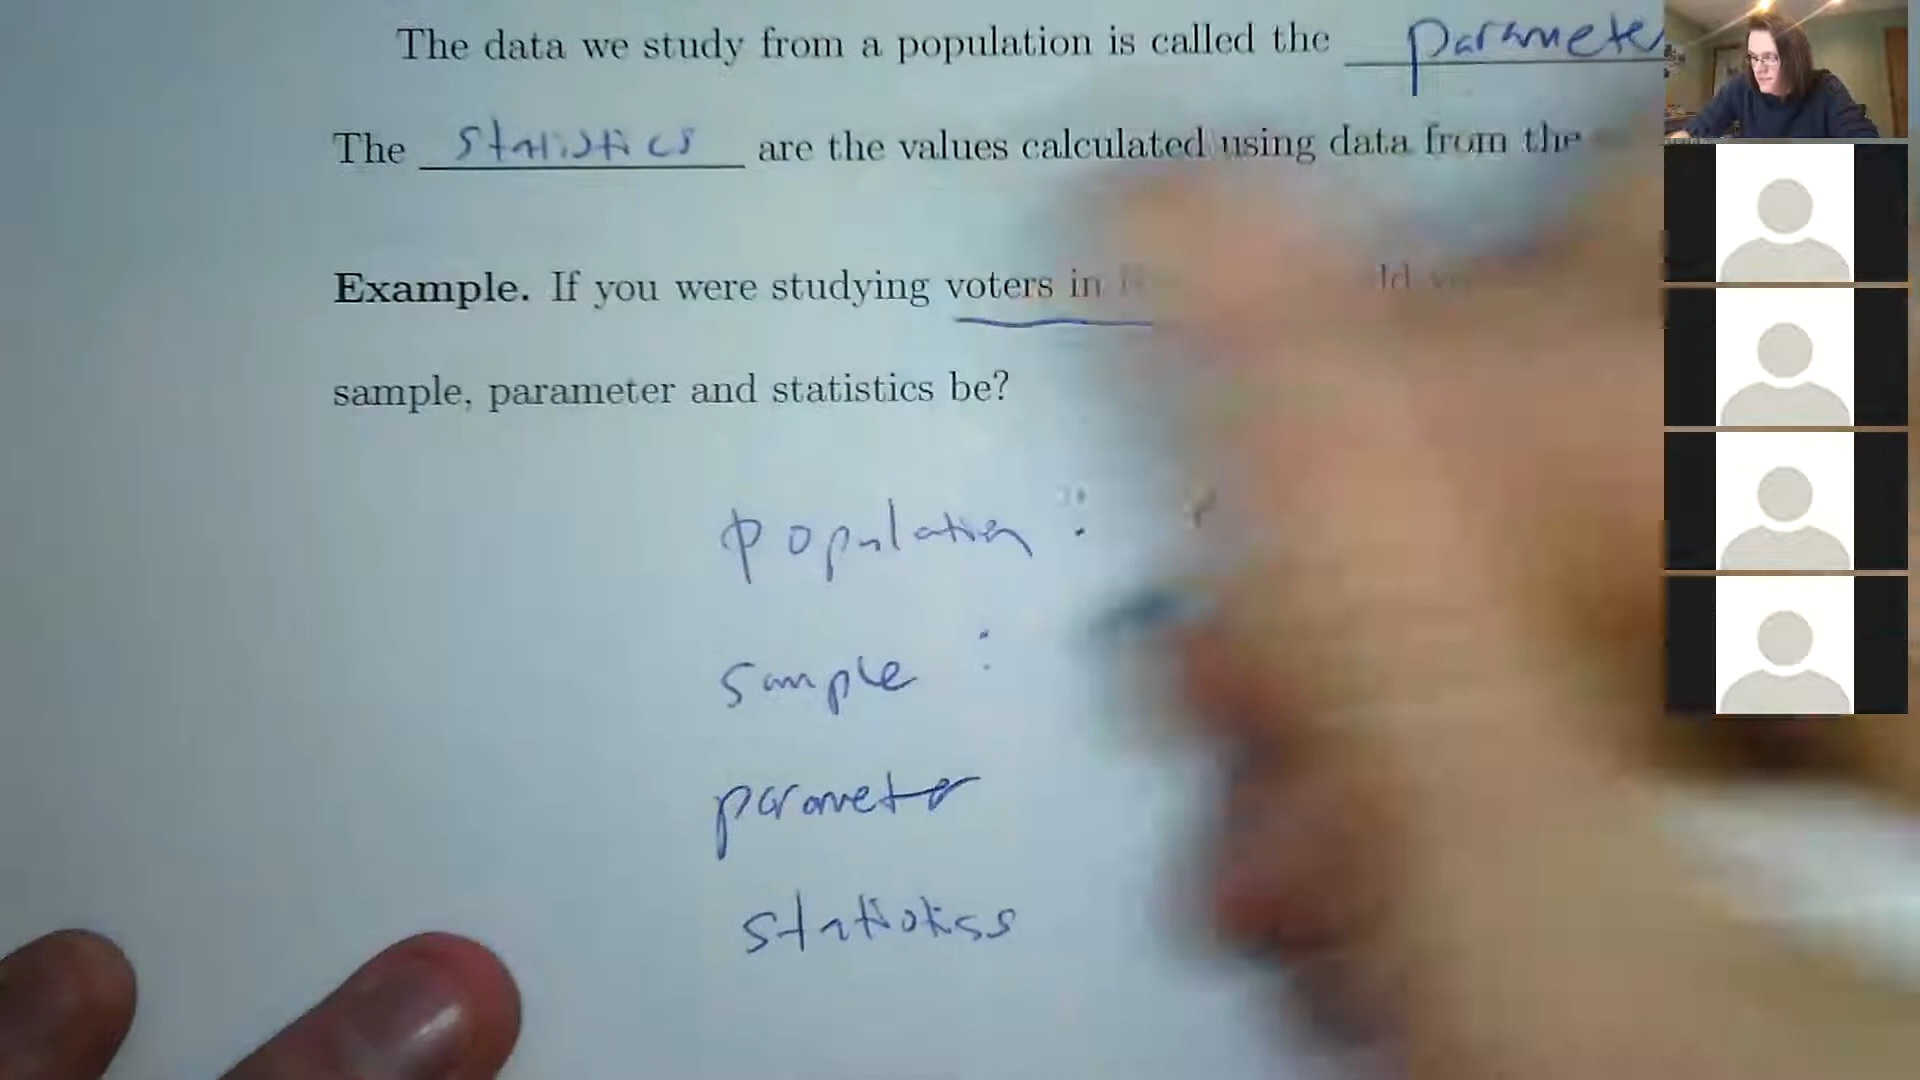 The data we study from a population is called the parameter
The statistics are the values calculated using data from the
Example. If you were studying voters in
sample, parameter and statistics be?
population :
sample :
parameter
statistiss